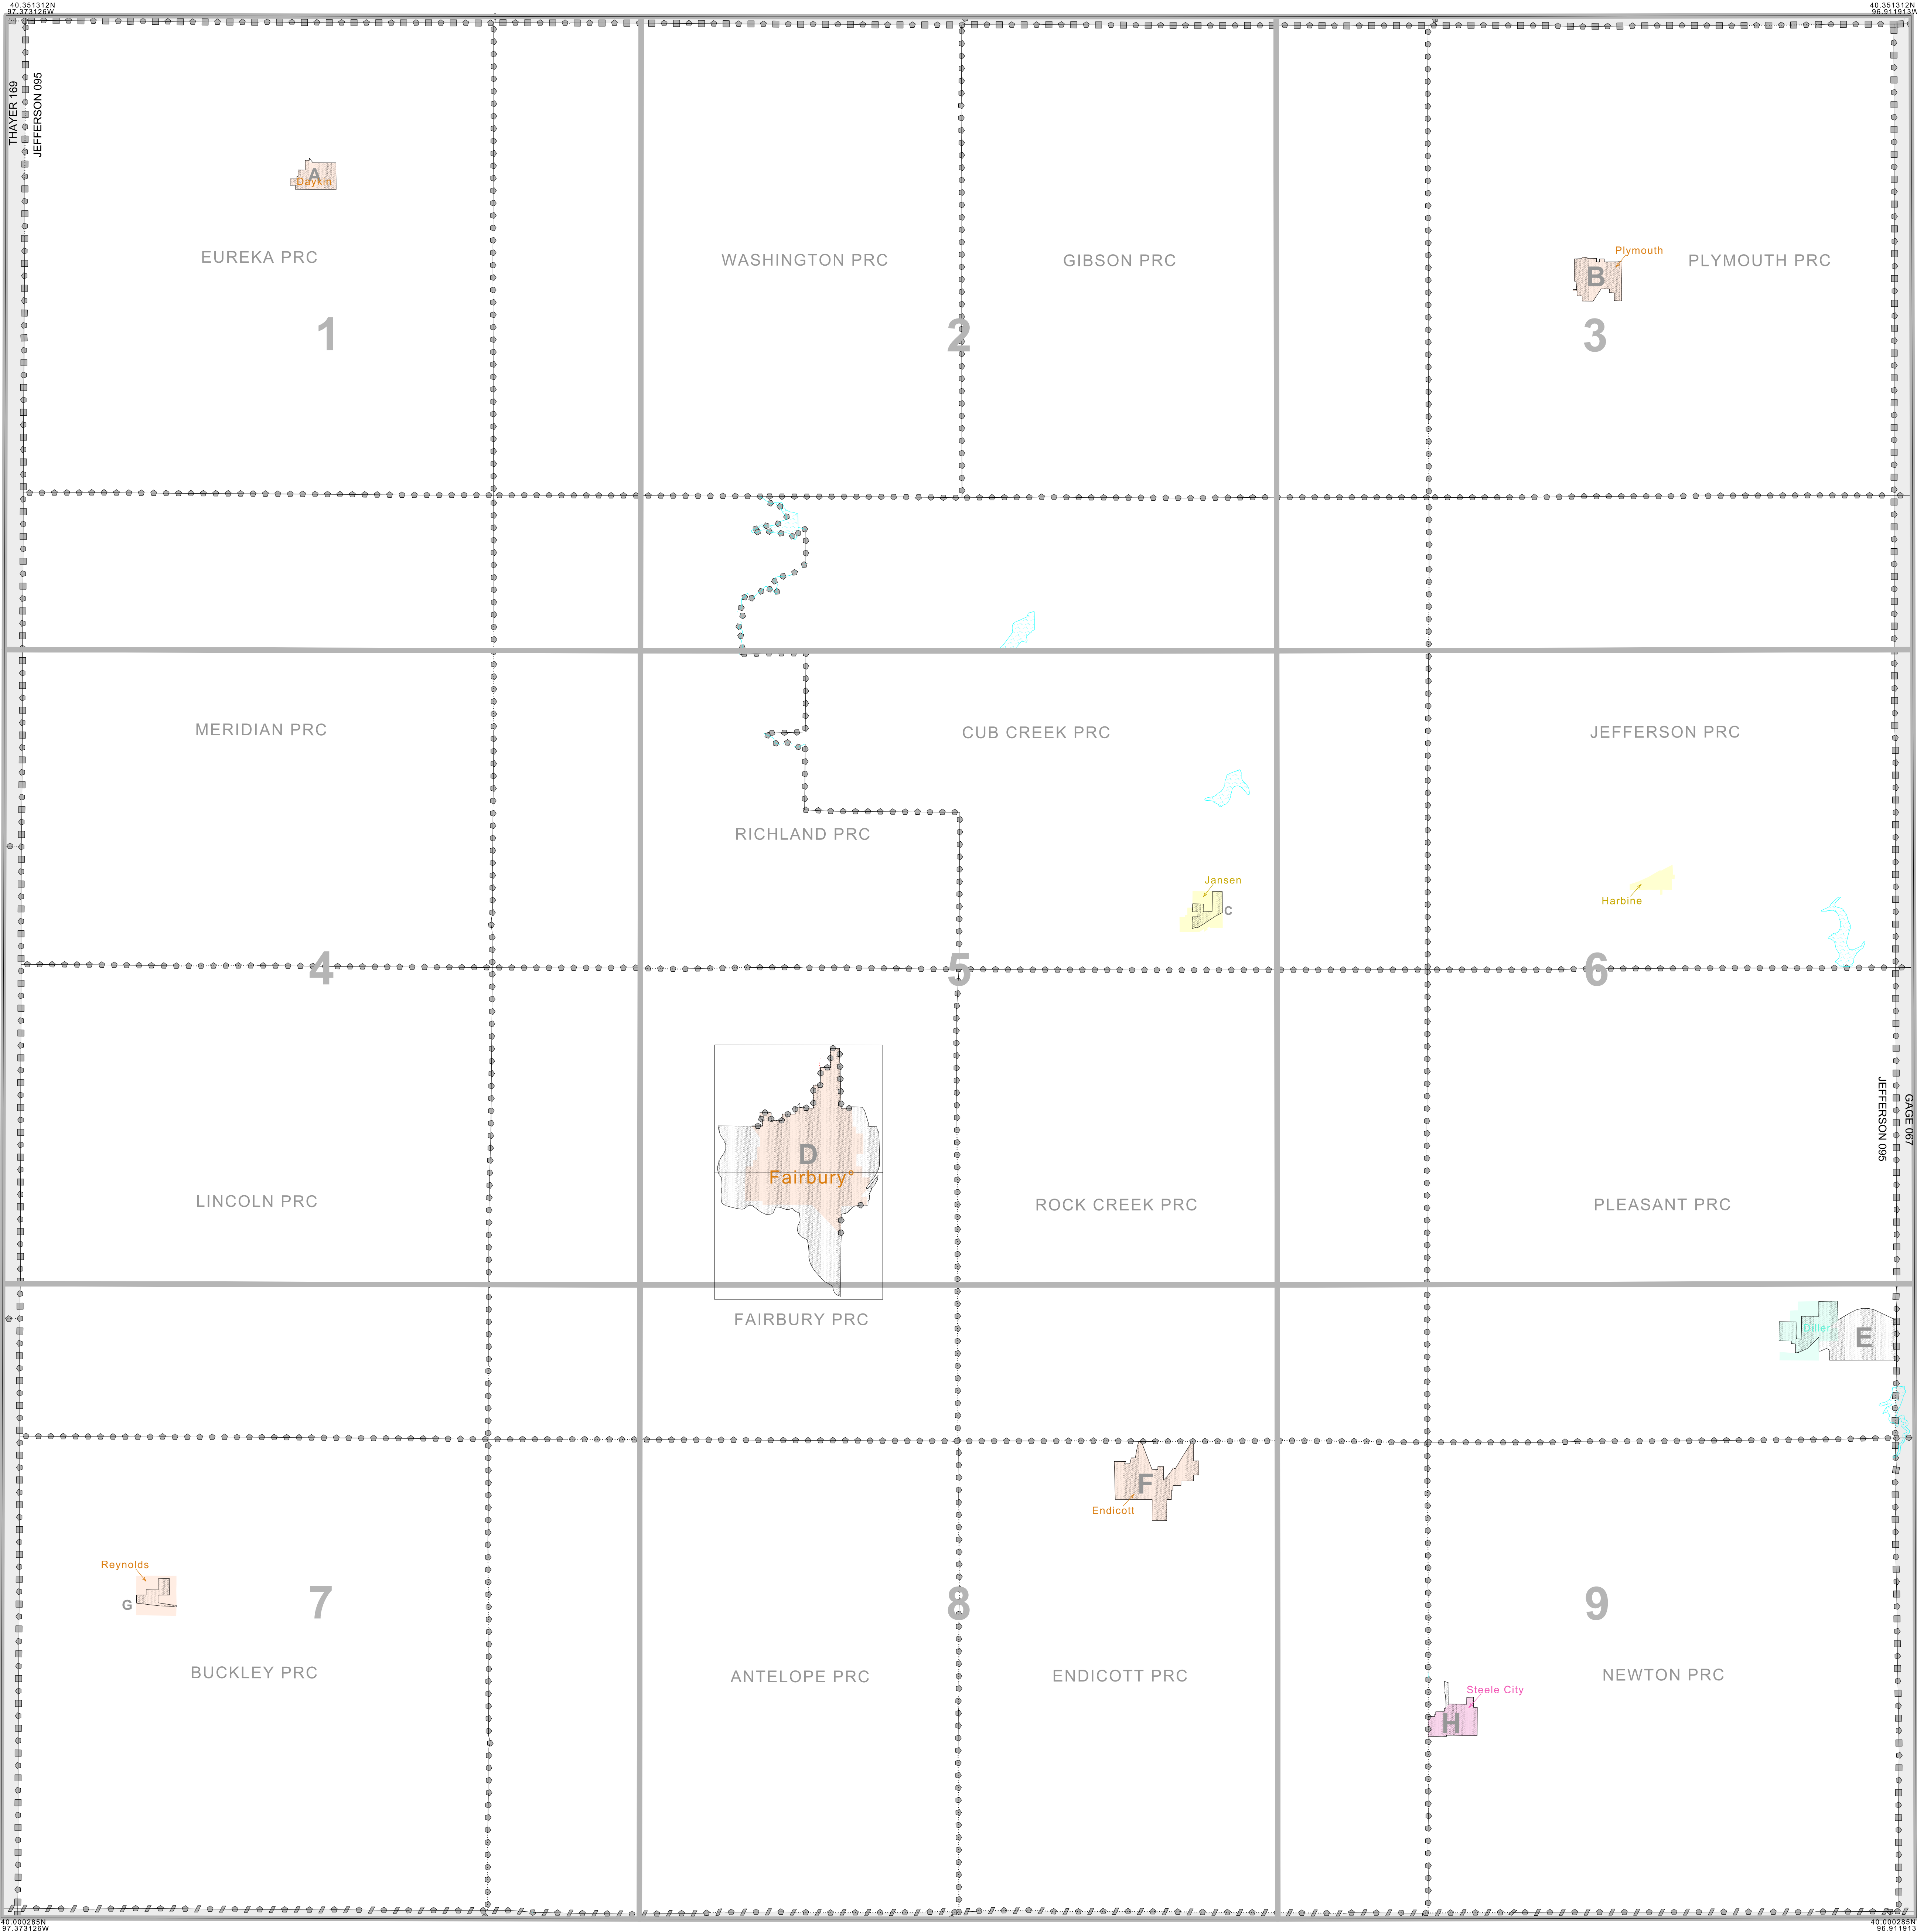 40.351312N
97.373126W
40.351312N
96.911913W
THAYER 169
JEFFERSON 095
A
Daykin
EUREKA PRC
WASHINGTON PRC
GIBSON PRC
Plymouth
B
PLYMOUTH PRC
1
2
3
MERIDIAN PRC
CUB CREEK PRC
JEFFERSON PRC
RICHLAND PRC
Jansen
C
Harbine
4
5
6
D
Fairbury
LINCOLN PRC
ROCK CREEK PRC
PLEASANT PRC
JEFFERSON 095
GAGE 067
FAIRBURY PRC
Diller
E
F
Endicott
Reynolds
G
7
8
9
BUCKLEY PRC
ANTELOPE PRC
ENDICOTT PRC
NEWTON PRC
Steele City
H
40.000285N
97.373126W
40.000285N
96.911913